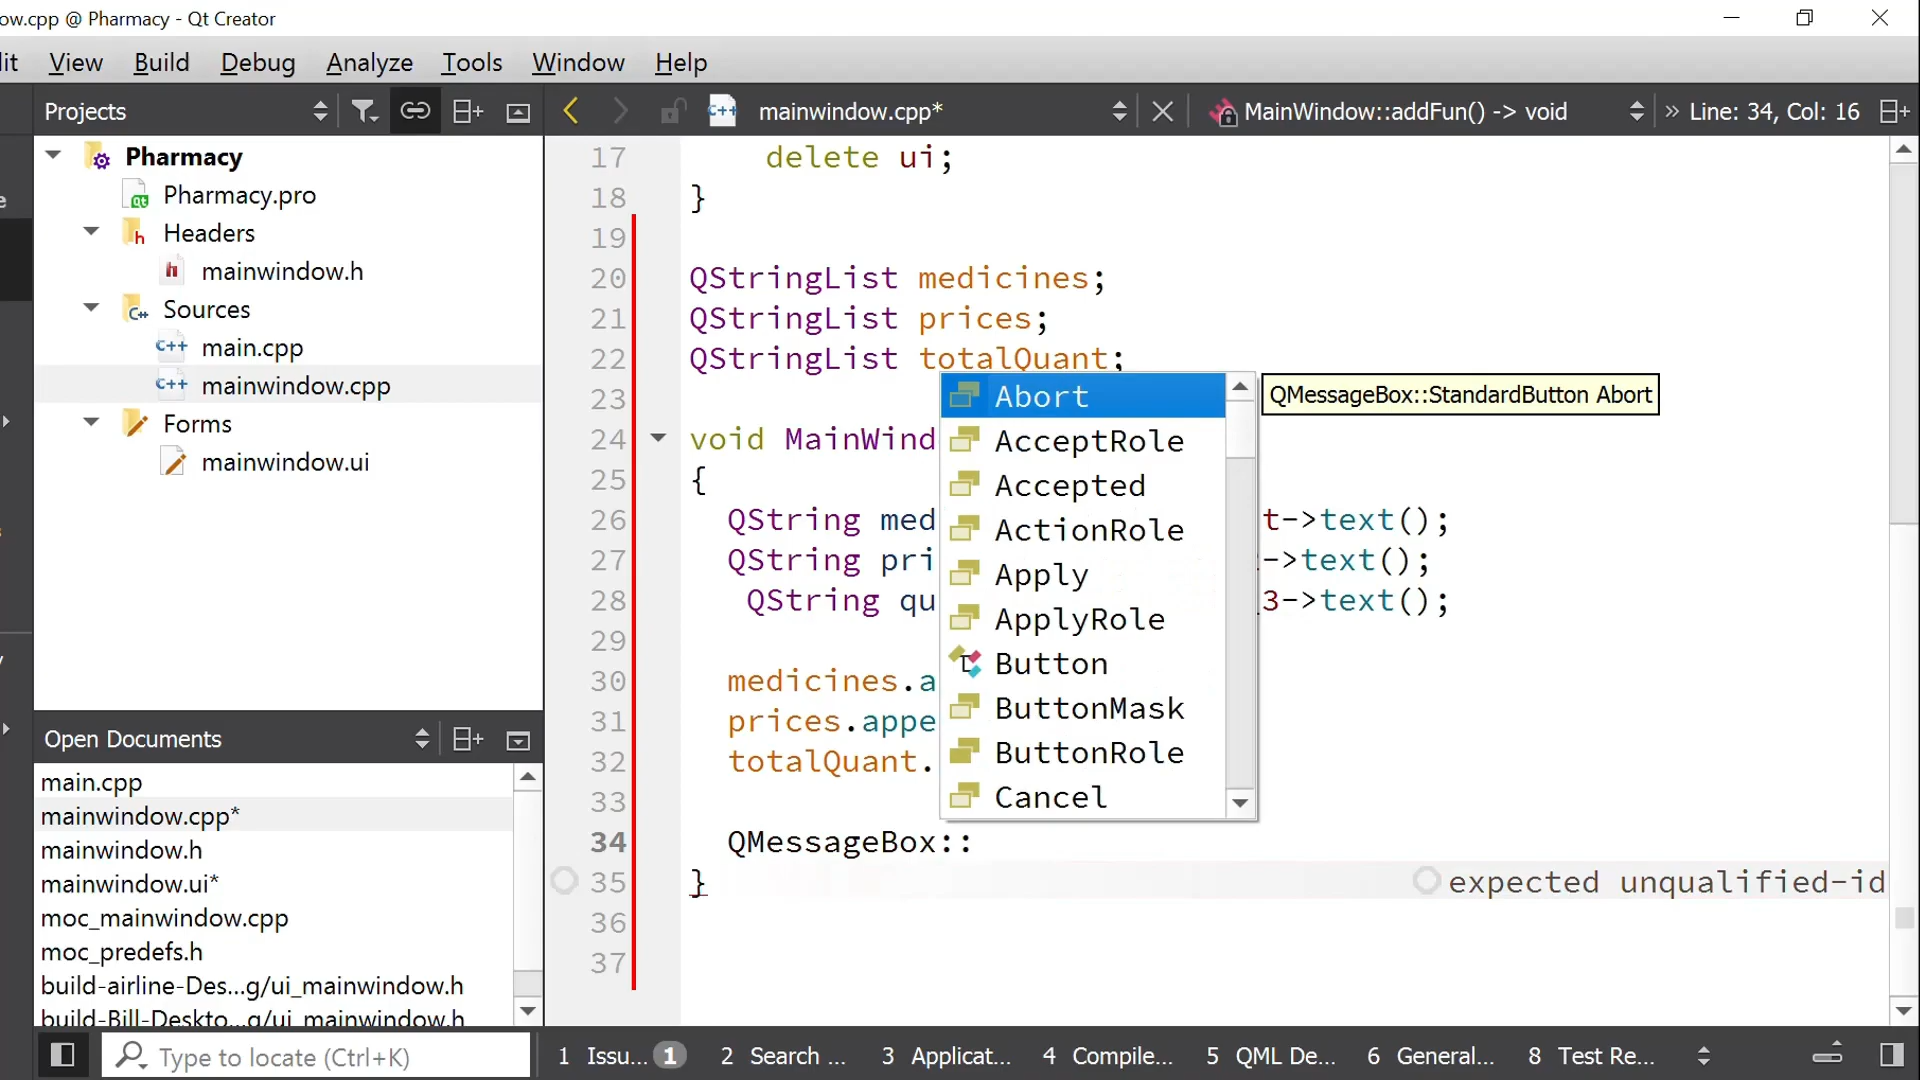 ow.cpp @ Pharmacy - Qt Creator
it View Build Debug Analyze Tools Window Help
Projects
mainwindow.cpp*
MainWindow::addFun() -> void
» Line: 34, Col: 16
Pharmacy
Pharmacy.pro
Headers
mainwindow.h
Sources
main.cpp
mainwindow.cpp
Forms
mainwindow.ui
Open Documents
main.cpp
mainwindow.cpp*
mainwindow.h
mainwindow.ui*
moc_mainwindow.cpp
moc_predefs.h
build-airline-Des...g/ui_mainwindow.h
build-Bill-Deskto...g/ui_mainwindow.h
17 delete ui;
18 }
19
20 QStringList medicines;
21 QStringList prices;
22 QStringList totalQuant;
23
24 void MainWind
25 {
26 QString med t->text();
27 QString pri ->text();
28 QString qu 3->text();
29
30 medicines.a
31 prices.appe
32 totalQuant.
33
34 QMessageBox::
35 } expected unqualified-id
36
37
Abort
AcceptRole
Accepted
ActionRole
Apply
ApplyRole
Button
ButtonMask
ButtonRole
Cancel
QMessageBox::StandardButton Abort
Type to locate (Ctrl+K)
1 Issu... 1 2 Search ... 3 Applicat... 4 Compile... 5 QML De... 6 General... 8 Test Re...